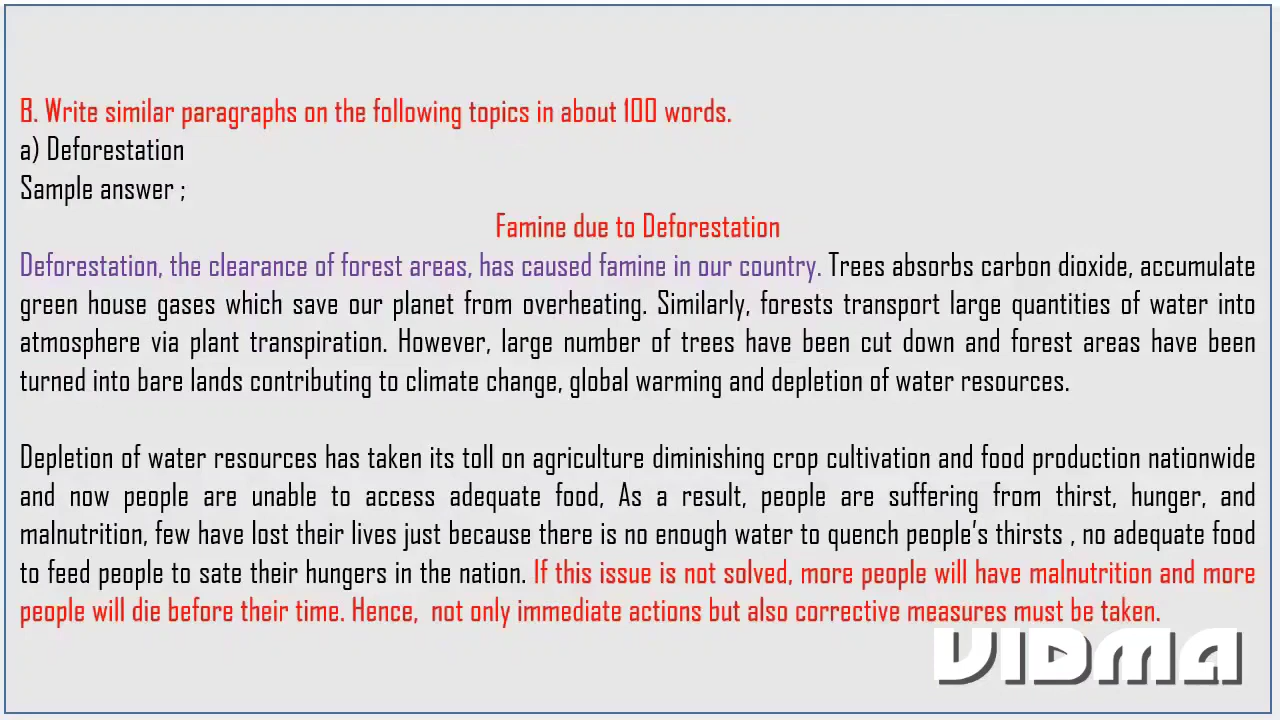 B. Write similar paragraphs on the following topics in about 100 words.
a) Deforestation
Sample answer ;
Famine due to Deforestation
Deforestation, the clearance of forest areas, has caused famine in our country. Trees absorbs carbon dioxide, accumulate
green house gases which save our planet from overheating. Similarly, forests transport large quantities of water into
atmosphere via plant transpiration. However, large number of trees have been cut down and forest areas have been
turned into bare lands contributing to climate change, global warming and depletion of water resources.
Depletion of water resources has taken its toll on agriculture diminishing crop cultivation and food production nationwide
and now people are unable to access adequate food, As a result, people are suffering from thirst, hunger, and
malnutrition, few have lost their lives just because there is no enough water to quench people's thirsts , no adequate food
to feed people to sate their hungers in the nation. If this issue is not solved, more people will have malnutrition and more
people will die before their time. Hence, not only immediate actions but also corrective measures must be taken.
VIDMA